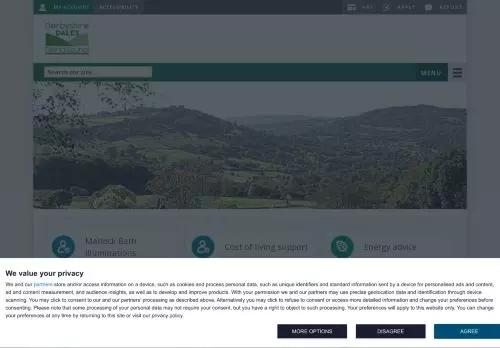 MY ACCOUNT ACCESSIBILITY PAY APPLY REPORT
Derbyshire
DALES
Search our site...
MENU
Matlock Bath
illuminations
Cost of living support
Energy advice
We value your privacy
We and our partners store and/or access information on a device, such as cookies and process personal data, such as unique identifiers and standard information sent by a device for personalised ads and content,
ad and content measurement, and audience insights, as well as to develop and improve products. With your permission we and our partners may use precise geolocation data and identification through device
scanning. You may click to consent to our and our partners' processing as described above. Alternatively you may click to refuse to consent or access more detailed information and change your preferences before
consenting. Please note that some processing of your personal data may not require your consent, but you have a right to object to such processing. Your preferences will apply to this website only. You can change
your preferences at any time by returning to this site or visit our privacy policy.
MORE OPTIONS DISAGREE AGREE